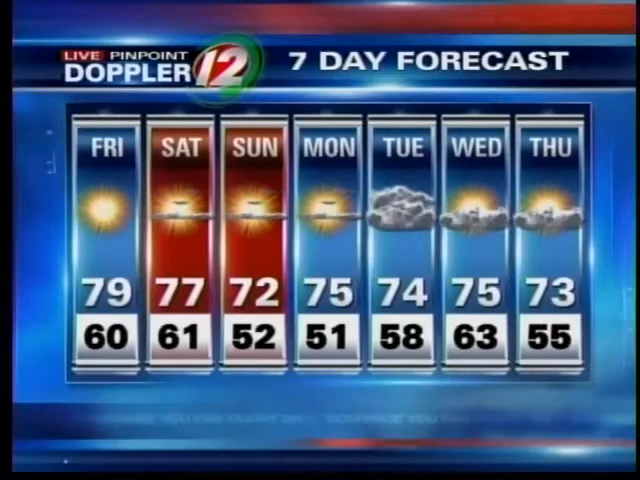 LIVE PINPOINT
DOPPLER 12
7 DAY FORECAST
FRI SAT SUN MON TUE WED THU
79 77 72 75 74 75 73
60 61 52 51 58 63 55